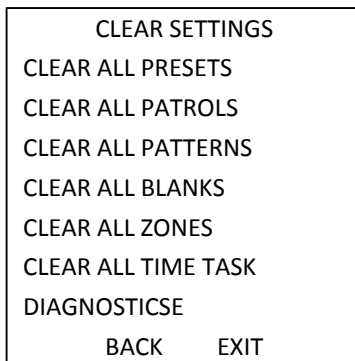 CLEAR SETTINGS
CLEAR ALL PRESETS
CLEAR ALL PATROLS
CLEAR ALL PATTERNS
CLEAR ALL BLANKS
CLEAR ALL ZONES
CLEAR ALL TIME TASK
DIAGNOSTICSE
BACK EXIT